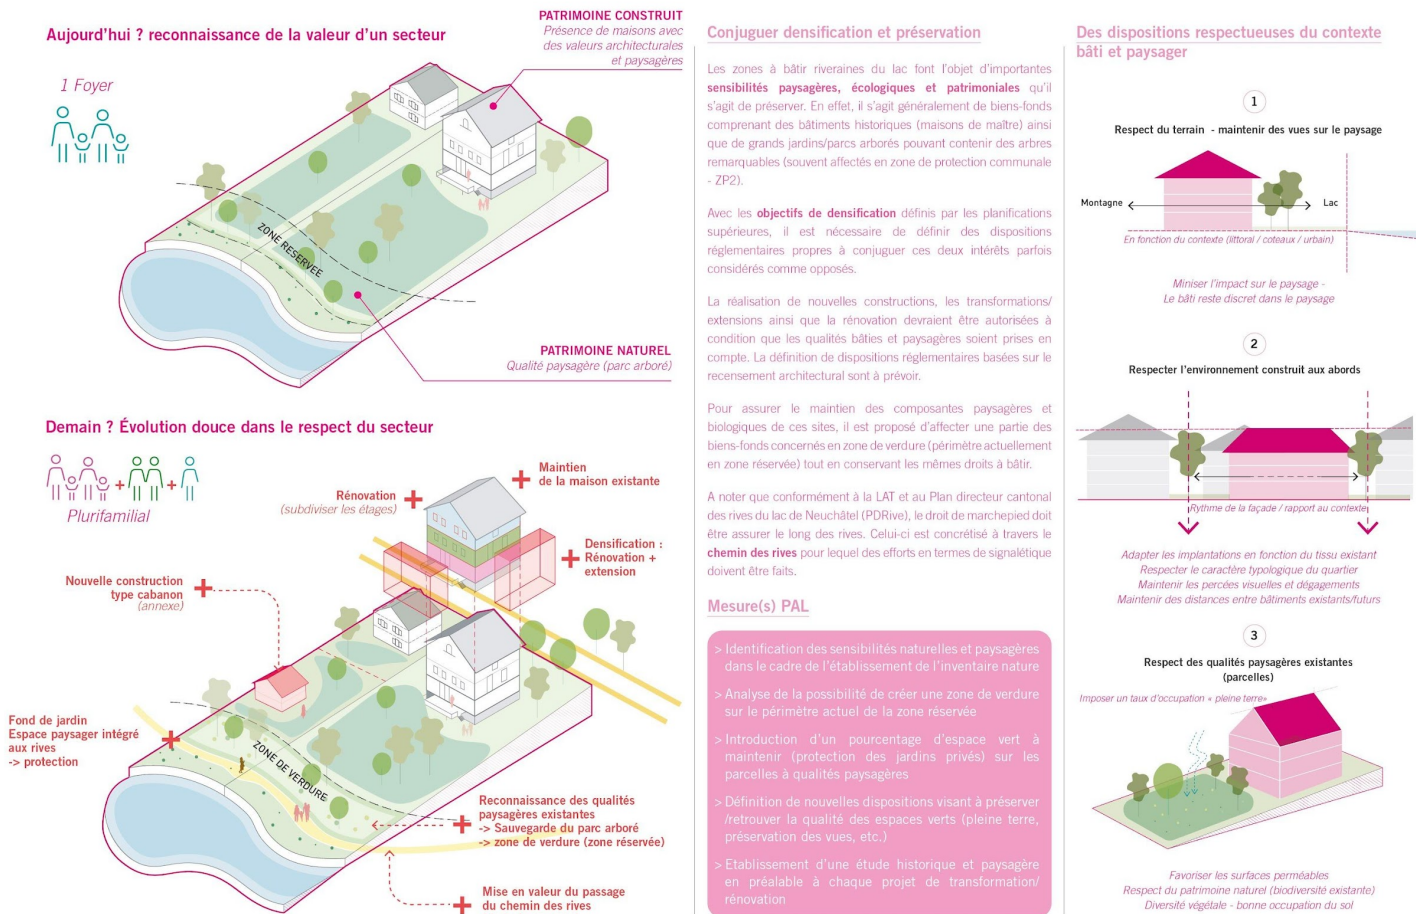 Aujourd'hui ? reconnaissance de la valeur d'un secteur
1 Foyer
PATRIMOINE CONSTRUIT
Présence de maisons avec
des valeurs architecturales
et paysagères
ZONE RESERVEE
PATRIMOINE NATUREL
Qualité paysagère (parc arboré)
Demain ? Évolution douce dans le respect du secteur
Plurifamilial
Rénovation
(subdiviser les étages)
Maintien
de la maison existante
Densification :
Rénovation +
extension
Nouvelle construction
type cabanon
(annexe)
Fond de jardin
Espace paysager intégré
aux rives
-> protection
ZONE DE VERDURE
Reconnaissance des qualités
paysagères existantes
-> Sauvegarde du parc arboré
-> zone de verdure (zone réservée)
Mise en valeur du passage
du chemin des rives
Conjuguer densification et préservation
Les zones à bâtir riveraines du lac font l'objet d'importantes
sensibilités paysagères, écologiques et patrimoniales qu'il
s'agit de préserver. En effet, il s'agit généralement de biens-fonds
comprenant des bâtiments historiques (maisons de maître) ainsi
que de grands jardins/parcs arborés pouvant contenir des arbres
remarquables (souvent affectés en zone de protection communale
- ZP2).
Avec les objectifs de densification définis par les planifications
supérieures, il est nécessaire de définir des dispositions
réglementaires propres à conjuguer ces deux intérêts parfois
considérés comme opposés.
La réalisation de nouvelles constructions, les transformations/
extensions ainsi que la rénovation devraient être autorisées à
condition que les qualités bâties et paysagères soient prises en
compte. La définition de dispositions réglementaires basées sur le
recensement architectural sont à prévoir.
Pour assurer le maintien des composantes paysagères et
biologiques de ces sites, il est proposé d'affecter une partie des
biens-fonds concernés en zone de verdure (périmètre actuellement
en zone réservée) tout en conservant les mêmes droits à bâtir.
A noter que conformément à la LAT et au Plan directeur cantonal
des rives du lac de Neuchâtel (PDRive), le droit de marchepied doit
être assurer le long des rives. Celui-ci est concrétisé à travers le
chemin des rives pour lequel des efforts en termes de signalétique
doivent être faits.
Mesure(s) PAL
> Identification des sensibilités naturelles et paysagères
dans le cadre de l'établissement de l'inventaire nature
> Analyse de la possibilité de créer une zone de verdure
sur le périmètre actuel de la zone réservée
> Introduction d'un pourcentage d'espace vert à
maintenir (protection des jardins privés) sur les
parcelles à qualités paysagères
> Définition de nouvelles dispositions visant à préserver
/retrouver la qualité des espaces verts (pleine terre,
préservation des vues, etc.)
> Etablissement d'une étude historique et paysagère
en préalable à chaque projet de transformation/
rénovation
Des dispositions respectueuses du contexte
bâti et paysager
1
Respect du terrain - maintenir des vues sur le paysage
Montagne
Lac
En fonction du contexte (littoral / coteaux / urbain)
Miniser l'impact sur le paysage -
Le bâti reste discret dans le paysage
2
Respecter l'environnement construit aux abords
Rythme de la façade / rapport au contexte
Adapter les implantations en fonction du tissu existant
Respecter le caractère typologique du quartier
Maintenir les percées visuelles et dégagements
Maintenir des distances entre bâtiments existants/futurs
3
Respect des qualités paysagères existantes
(parcelles)
Imposer un taux d'occupation « pleine terre»
Favoriser les surfaces perméables
Respect du patrimoine naturel (biodiversité existante)
Diversité végétale - bonne occupation du sol